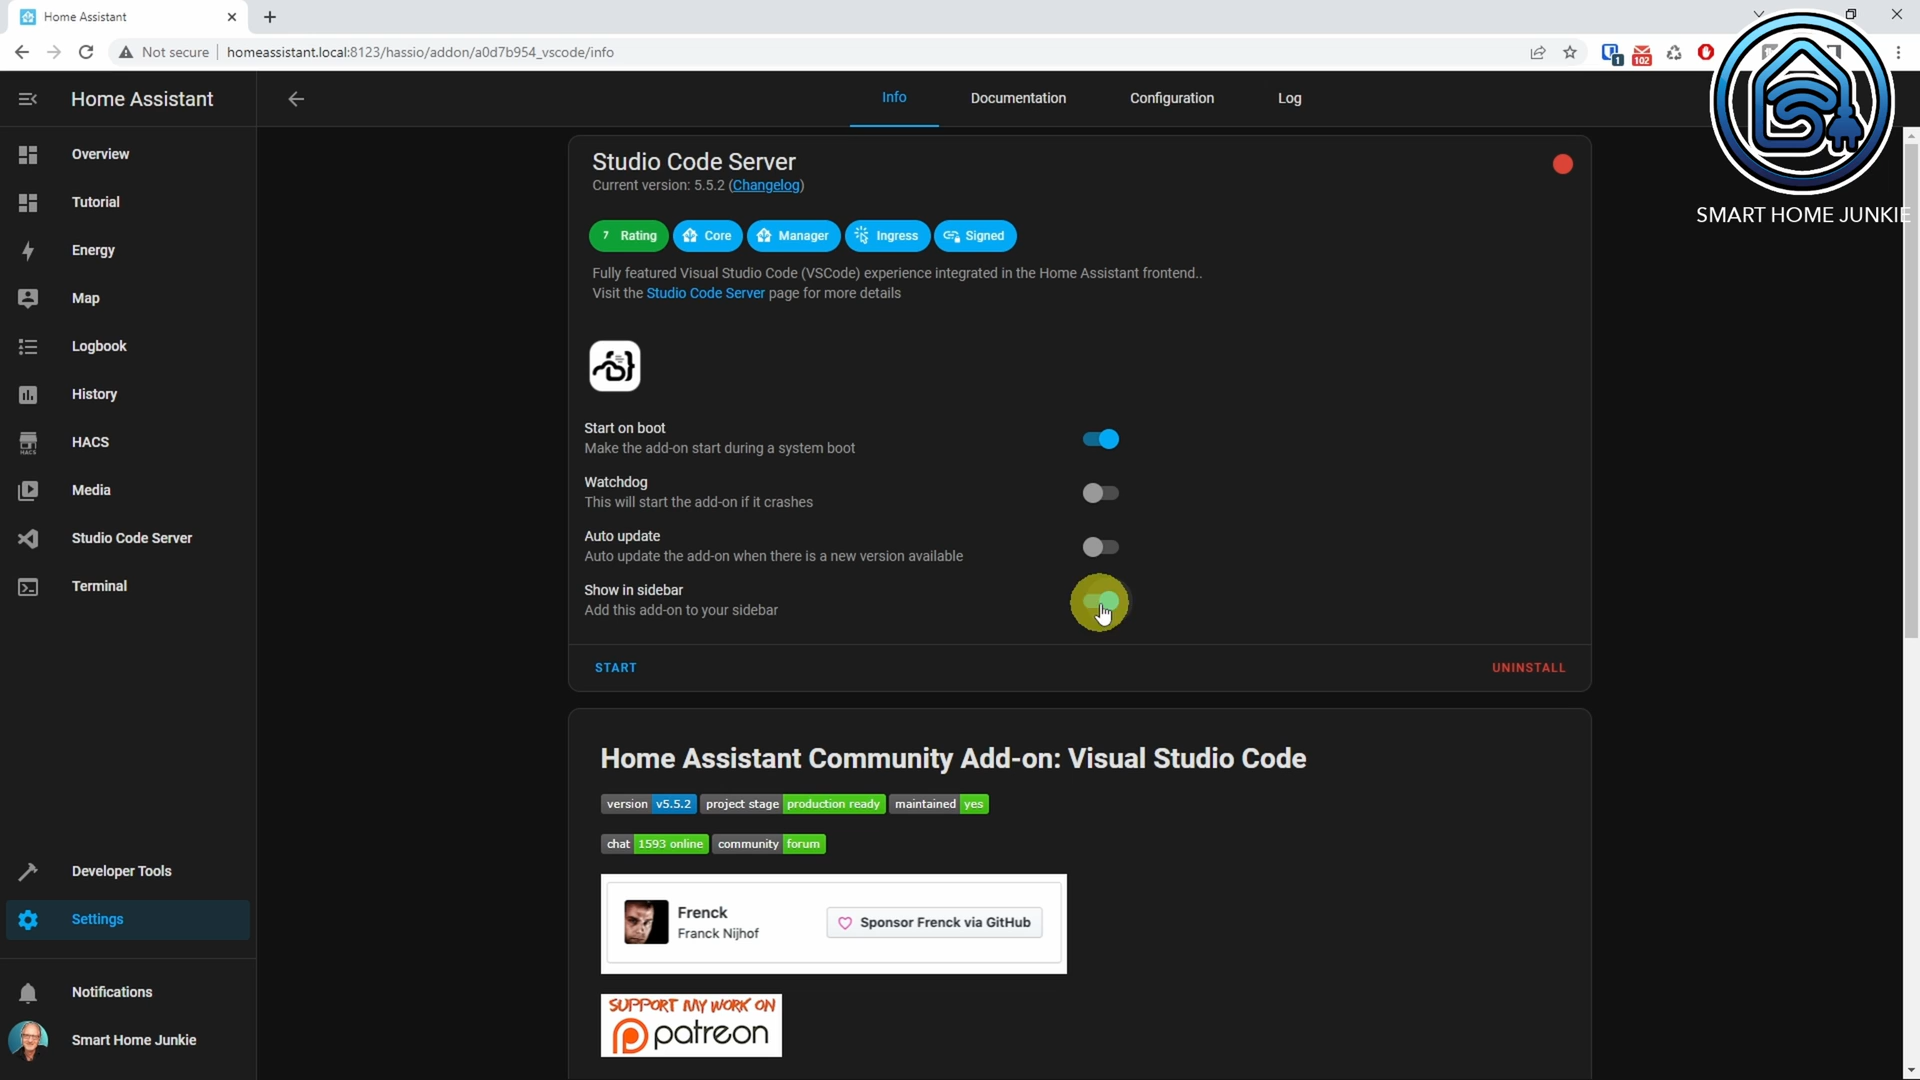 Home Assistant
Not secure
homeassistant.local:8123/hassio/addon/a0d7b954_vscode/info
1
102
SMART HOME JUNKIE
Home Assistant
Info
Documentation
Configuration
Log
Overview
Tutorial
Energy
Map
Logbook
History
HACS
HACS
Media
Studio Code Server
Terminal
Developer Tools
Settings
Notifications
Smart Home Junkie
Studio Code Server
Current version: 5.5.2 (Changelog)
7 Rating
Core
Manager
Ingress
Signed
Fully featured Visual Studio Code (VSCode) experience integrated in the Home Assistant frontend..
Visit the Studio Code Server page for more details
Start on boot
Make the add-on start during a system boot
Watchdog
This will start the add-on if it crashes
Auto update
Auto update the add-on when there is a new version available
Show in sidebar
Add this add-on to your sidebar
START
UNINSTALL
Home Assistant Community Add-on: Visual Studio Code
version v5.5.2 project stage production ready maintained yes
chat 1593 online community forum
Frenck
Franck Nijhof
Sponsor Frenck via GitHub
SUPPORT MY WORK ON
patreon